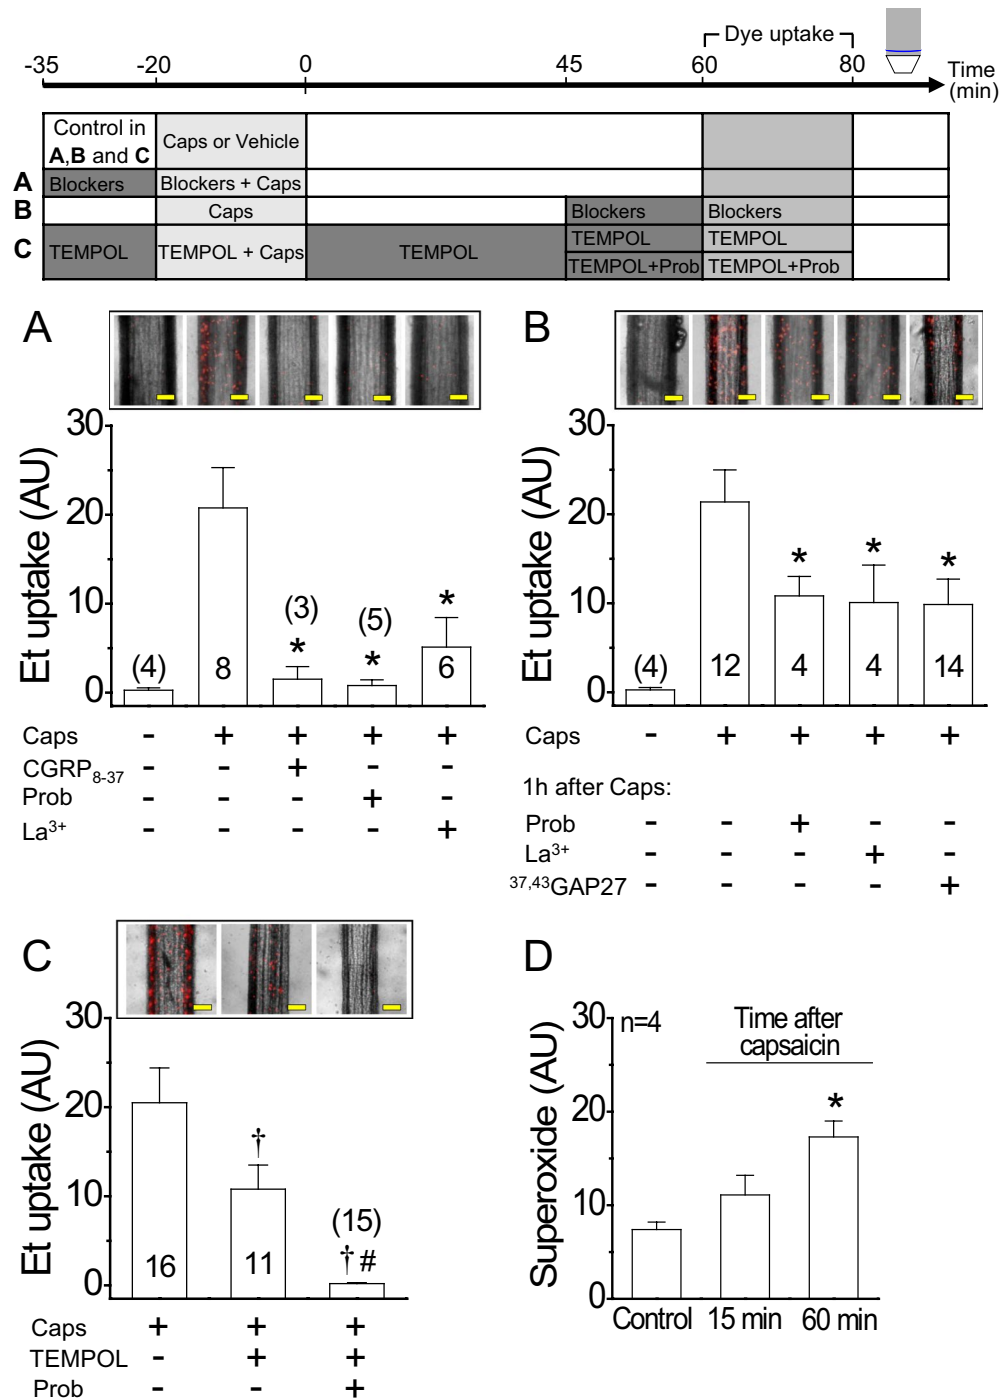 Dye uptake
-35 -20 0 45 60 80 Time
(min)
Control in
A,B and C
Caps or Vehicle
A Blockers Blockers + Caps
B Caps Blockers Blockers
C TEMPOL TEMPOL + Caps TEMPOL TEMPOL TEMPOL
TEMPOL+Prob TEMPOL+Prob
A
Et uptake (AU)
30
20
10
0
(4) 8 (3) * (5) * * 6
Caps - + + + +
CGRP8-37 - - + - -
Prob - - - + -
La3+ - - - - +
B
Et uptake (AU)
30
20
10
0
(4) 12 * 4 * 4 * 14
Caps - + + + +
1h after Caps:
Prob - - + - -
La3+ - - - + -
37,43GAP27 - - - - +
C
Et uptake (AU)
30
20
10
0
16 † 11 (15) † #
Caps + + +
TEMPOL - + +
Prob - - +
D
Superoxide (AU)
30
20
10
0
n=4
Time after
capsaicin
*
Control 15 min 60 min